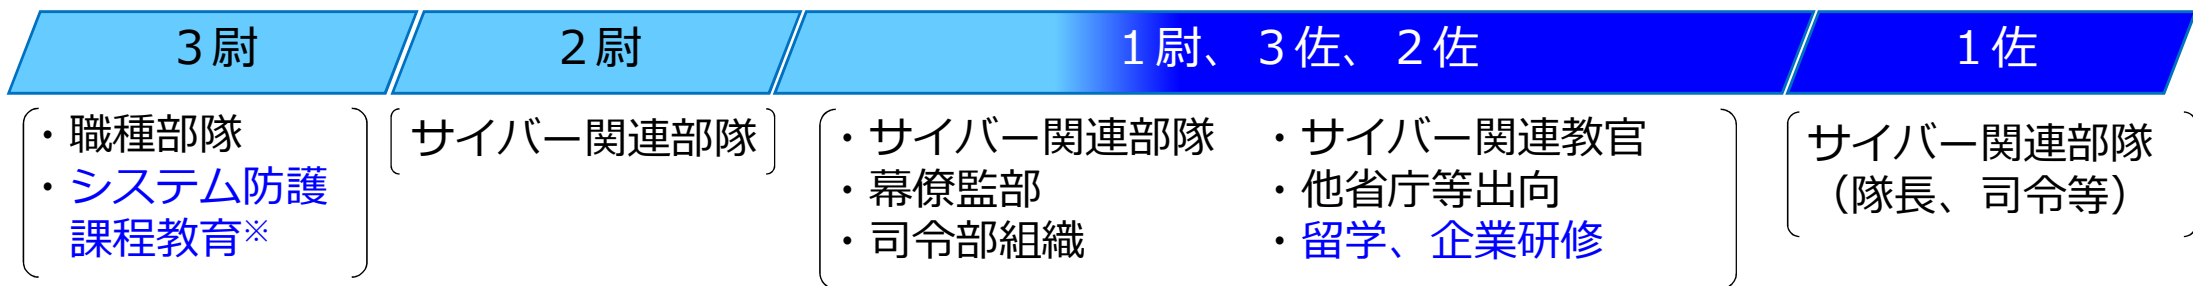 3尉
2尉
1尉、3佐、2佐
1佐
・職種部隊
・システム防護
課程教育※
サイバー関連部隊
・サイバー関連部隊
・幕僚監部
・司令部組織
・サイバー関連教官
・他省庁等出向
・留学、企業研修
サイバー関連部隊
（隊長、司令等）